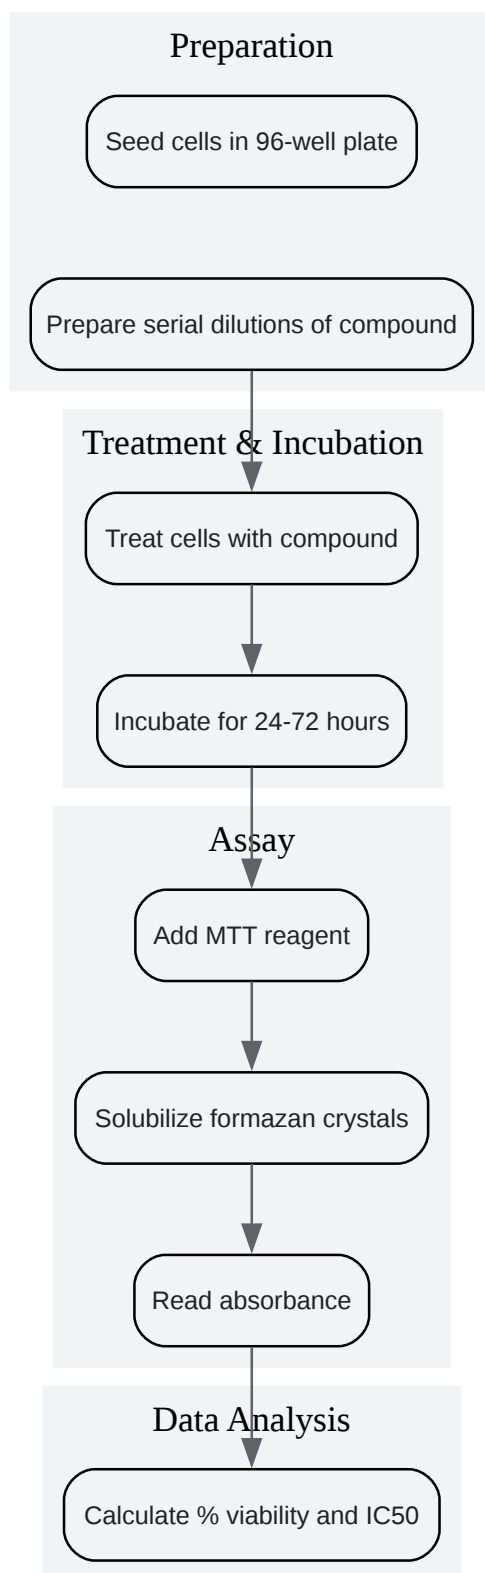 Preparation
Seed cells in 96-well plate
Prepare serial dilutions of compound
Treatment & Incubation
Treat cells with compound
Incubate for 24-72 hours
Assay
Add MTT reagent
Solubilize formazan crystals
Read absorbance
Data Analysis
Calculate % viability and IC50